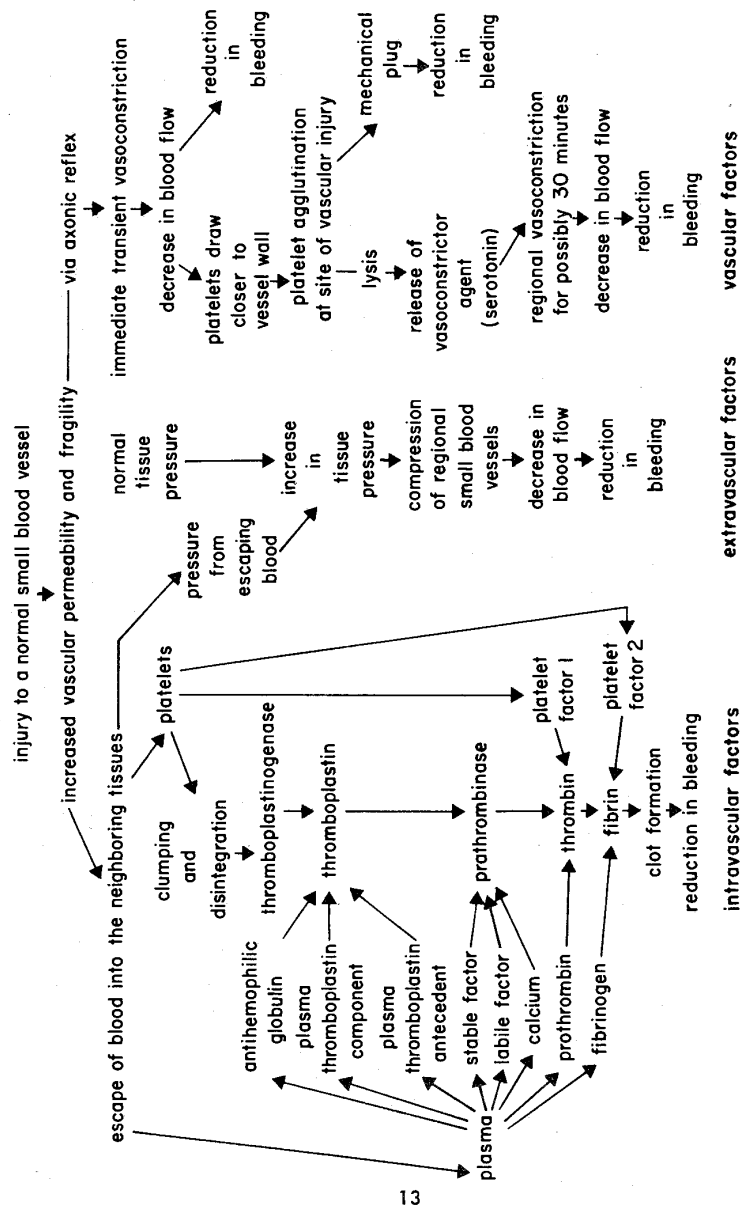 injury to a normal small blood vessel
increased vascular permeability and fragility
via axonic reflex
escape of blood into the neighboring tissues
plasma
antihemophilic
globulin
plasma
thromboplastin
component
plasma
thromboplastin
antecedent
stable factor
labile factor
calcium
prothrombin
fibrinogen
platelets
clumping
and
disintegration
thromboplastinogenase
thromboplastin
prathrombinase
thrombin
fibrin
clot formation
reduction in bleeding
platelet
factor 1
platelet
factor 2
intravascular factors
pressure
from
escaping
blood
normal
tissue
pressure
increase
in
tissue
pressure
compression
of regional
small blood
vessels
decrease in
blood flow
reduction
in
bleeding
extravascular factors
immediate transient vasoconstriction
decrease in blood flow
reduction
in
bleeding
platelets draw
closer to
vessel wall
platelet agglutination
at site of vascular injury
mechanical
plug
reduction
in
bleeding
lysis
release of
vasoconstrictor
agent
(serotonin)
regional vasoconstriction
for possibly 30 minutes
decrease in blood flow
reduction
in
bleeding
vascular factors
13